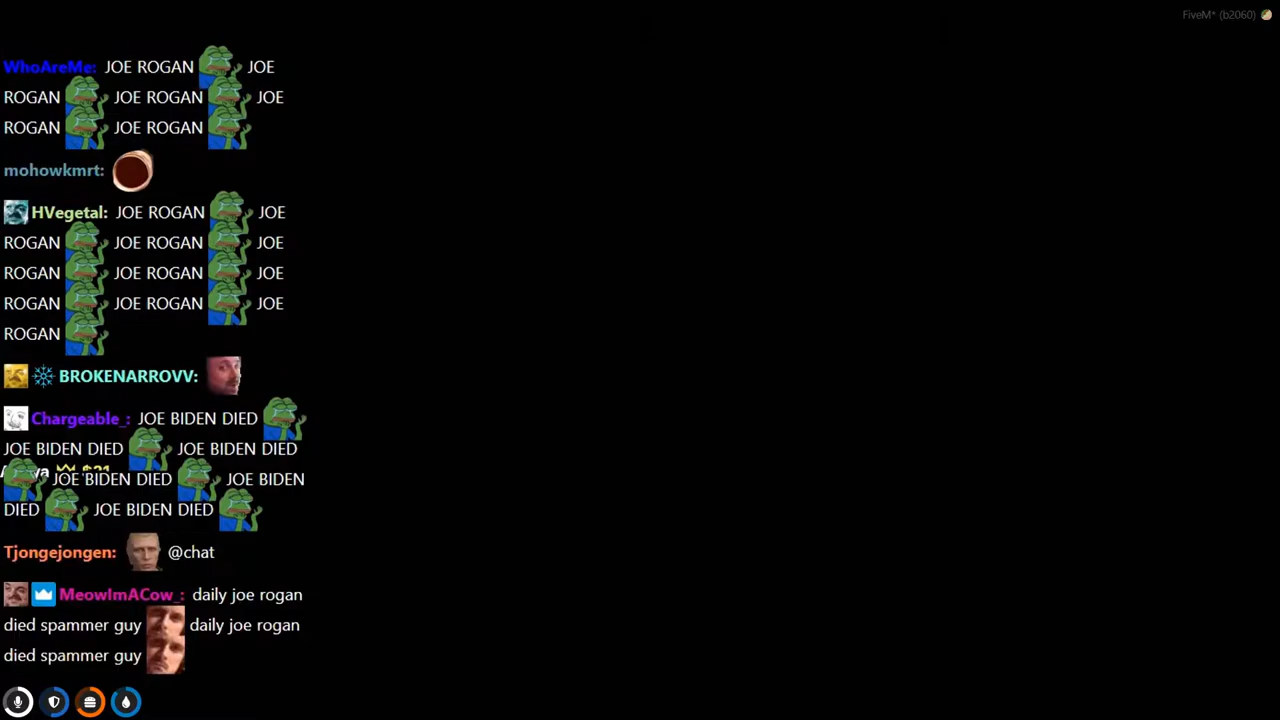 FiveM* (b2060)
WhoAreMe: JOE ROGAN JOE
ROGAN JOE ROGAN JOE
ROGAN JOE ROGAN
mohowkmrt:
HVegetal: JOE ROGAN JOE
ROGAN JOE ROGAN JOE
ROGAN JOE ROGAN JOE
ROGAN JOE ROGAN JOE
ROGAN
BROKENARROVV:
Chargeable_: JOE BIDEN DIED
JOE BIDEN DIED JOE BIDEN DIED
$21
JOE BIDEN DIED JOE BIDEN
DIED JOE BIDEN DIED
Tjongejongen: @chat
MeowImACow_: daily joe rogan
died spammer guy daily joe rogan
died spammer guy